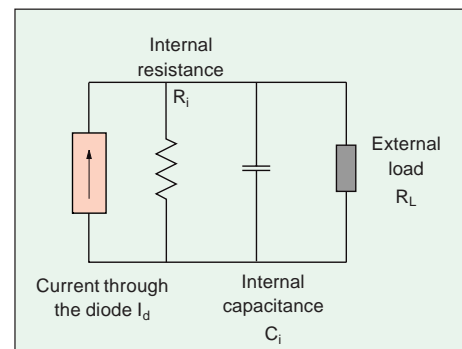 Internal
resistance
Ri
External
load
RL
Current through
the diode Id
Internal
capacitance
Ci